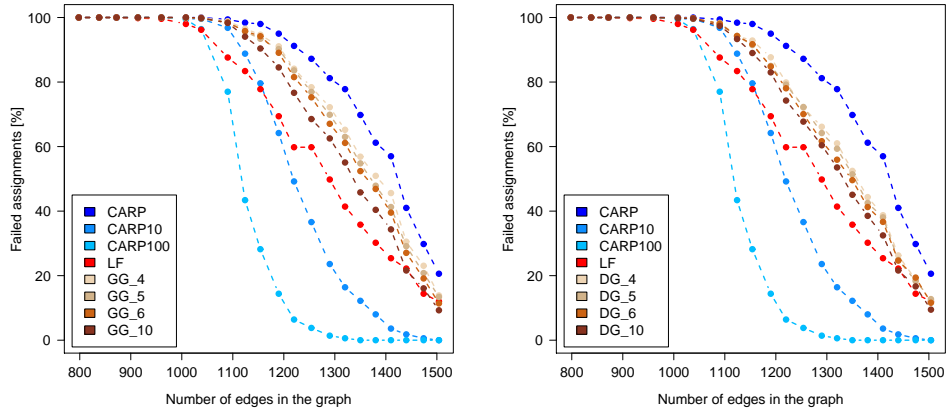 Failed assignments [%]
100
80
60
40
20
0
CARP
CARP10
CARP100
LF
GG_4
GG_5
GG_6
GG_10
800 900 1000 1100 1200 1300 1400 1500
Number of edges in the graph
Failed assignments [%]
100
80
60
40
20
0
CARP
CARP10
CARP100
LF
DG_4
DG_5
DG_6
DG_10
800 900 1000 1100 1200 1300 1400 1500
Number of edges in the graph